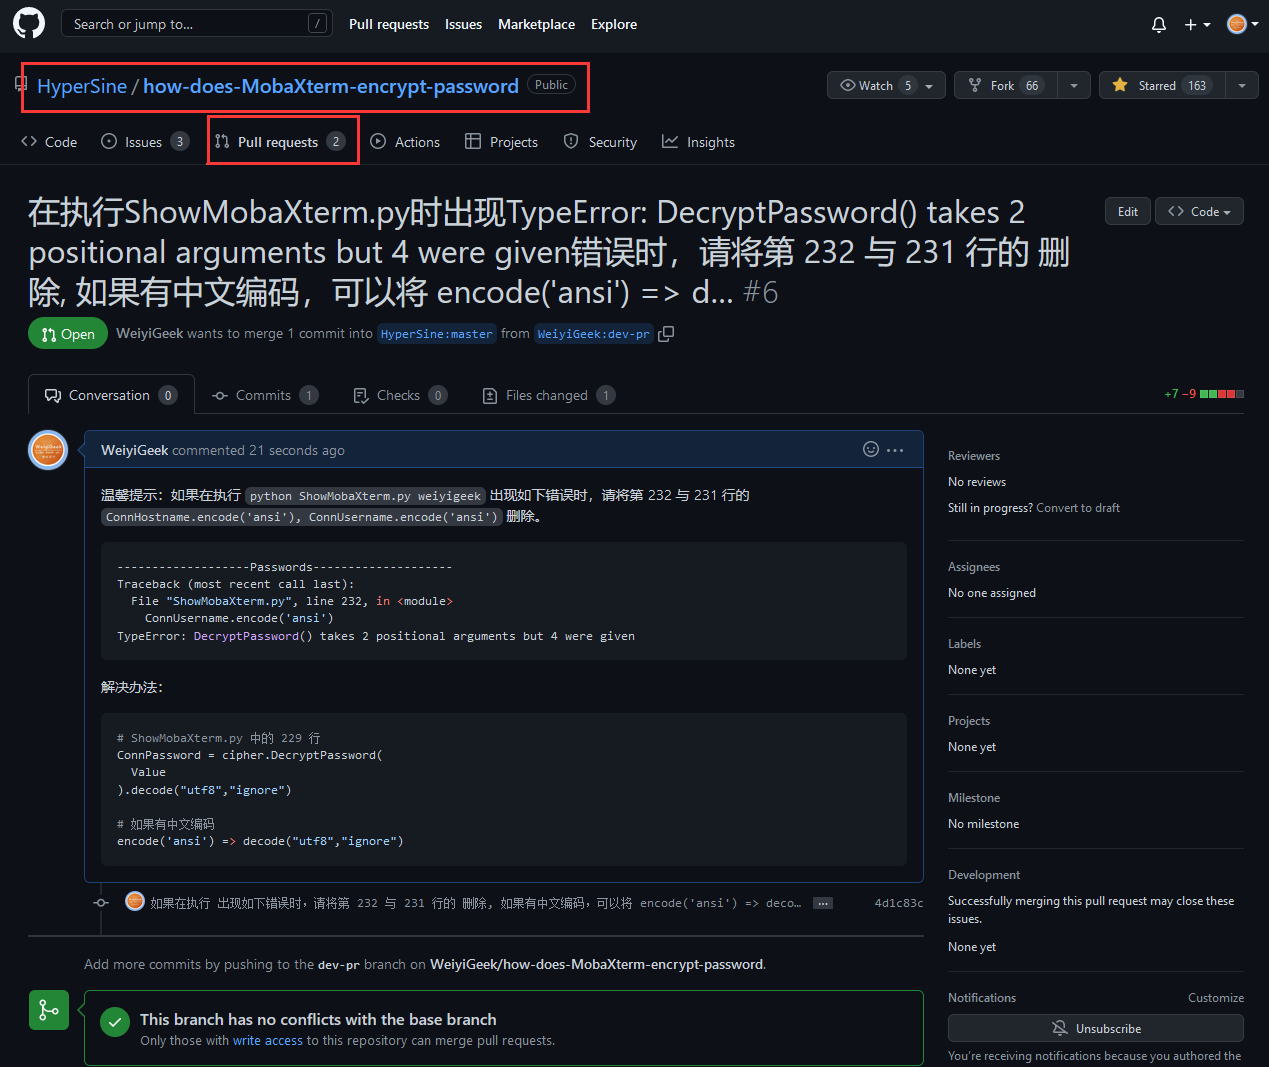 Search or jump to... /
Pull requests Issues Marketplace Explore
HyperSine / how-does-MobaXterm-encrypt-password Public
Watch 5
Fork 66
Starred 163
Code
Issues 3
Pull requests 2
Actions
Projects
Security
Insights
在执行ShowMobaXterm.py时出现TypeError: DecryptPassword() takes 2
positional arguments but 4 were given错误时，请将第 232 与 231 行的 删
除, 如果有中文编码，可以将 encode('ansi') => d... #6
Edit
<> Code
Open
WeiyiGeek wants to merge 1 commit into HyperSine:master from WeiyiGeek:dev-pr
Conversation 0
Commits 1
Checks 0
Files changed 1
+7 −9
WeiyiGeek
WeiyiGeek commented 21 seconds ago
温馨提示：如果在执行 python ShowMobaXterm.py weiyigeek 出现如下错误时，请将第 232 与 231 行的
ConnHostname.encode('ansi'), ConnUsername.encode('ansi') 删除。
-------------------Passwords--------------------
Traceback (most recent call last):
File "ShowMobaXterm.py", line 232, in <module>
ConnUsername.encode('ansi')
TypeError: DecryptPassword() takes 2 positional arguments but 4 were given
解决办法：
# ShowMobaXterm.py 中的 229 行
ConnPassword = cipher.DecryptPassword(
Value
).decode("utf8","ignore")
# 如果有中文编码
encode('ansi') => decode("utf8","ignore")
如果在执行 出现如下错误时，请将第 232 与 231 行的 删除, 如果有中文编码，可以将 encode('ansi') => deco… ...
4d1c83c
Add more commits by pushing to the dev-pr branch on WeiyiGeek/how-does-MobaXterm-encrypt-password.
This branch has no conflicts with the base branch
Only those with write access to this repository can merge pull requests.
Reviewers
No reviews
Still in progress? Convert to draft
Assignees
No one assigned
Labels
None yet
Projects
None yet
Milestone
No milestone
Development
Successfully merging this pull request may close these
issues.
None yet
Notifications Customize
Unsubscribe
You're receiving notifications because you authored the